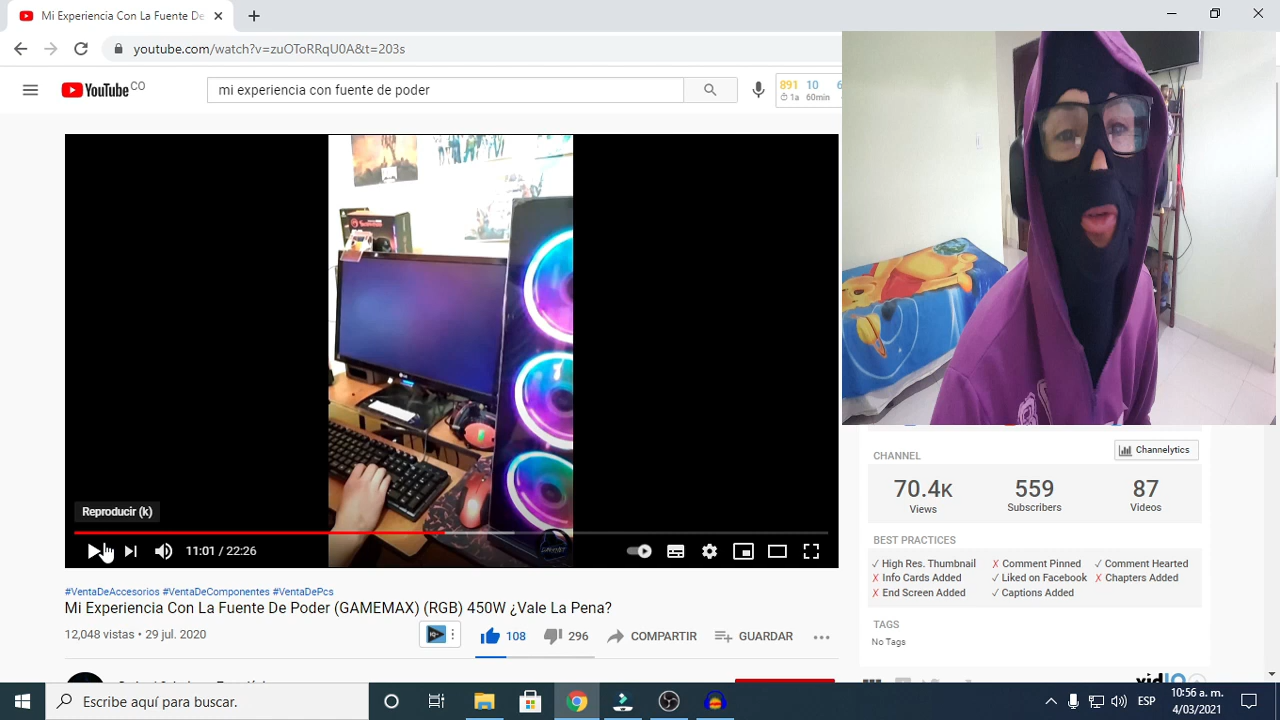 Mi Experiencia Con La Fuente De
youtube.com/watch?v=zuOToRRqU0A&t=203s
YouTube CO
mi experiencia con fuente de poder
891 10
1a 60min
Reproducir (k)
11:01 / 22:26
#VentaDeAccesorios #VentaDeComponentes #VentaDePcs
Mi Experiencia Con La Fuente De Poder (GAMEMAX) (RGB) 450W ¿Vale La Pena?
12,048 vistas • 29 jul. 2020
108
296
COMPARTIR
GUARDAR
CHANNEL
Channelytics
70.4K 559 87
Views Subscribers Videos
BEST PRACTICES
✓ High Res. Thumbnail ✗ Comment Pinned ✓ Comment Hearted
✗ Info Cards Added ✓ Liked on Facebook ✗ Chapters Added
✗ End Screen Added ✓ Captions Added
TAGS
No Tags
Escribe aquí para buscar.
ESP
10:56 a. m.
4/03/2021